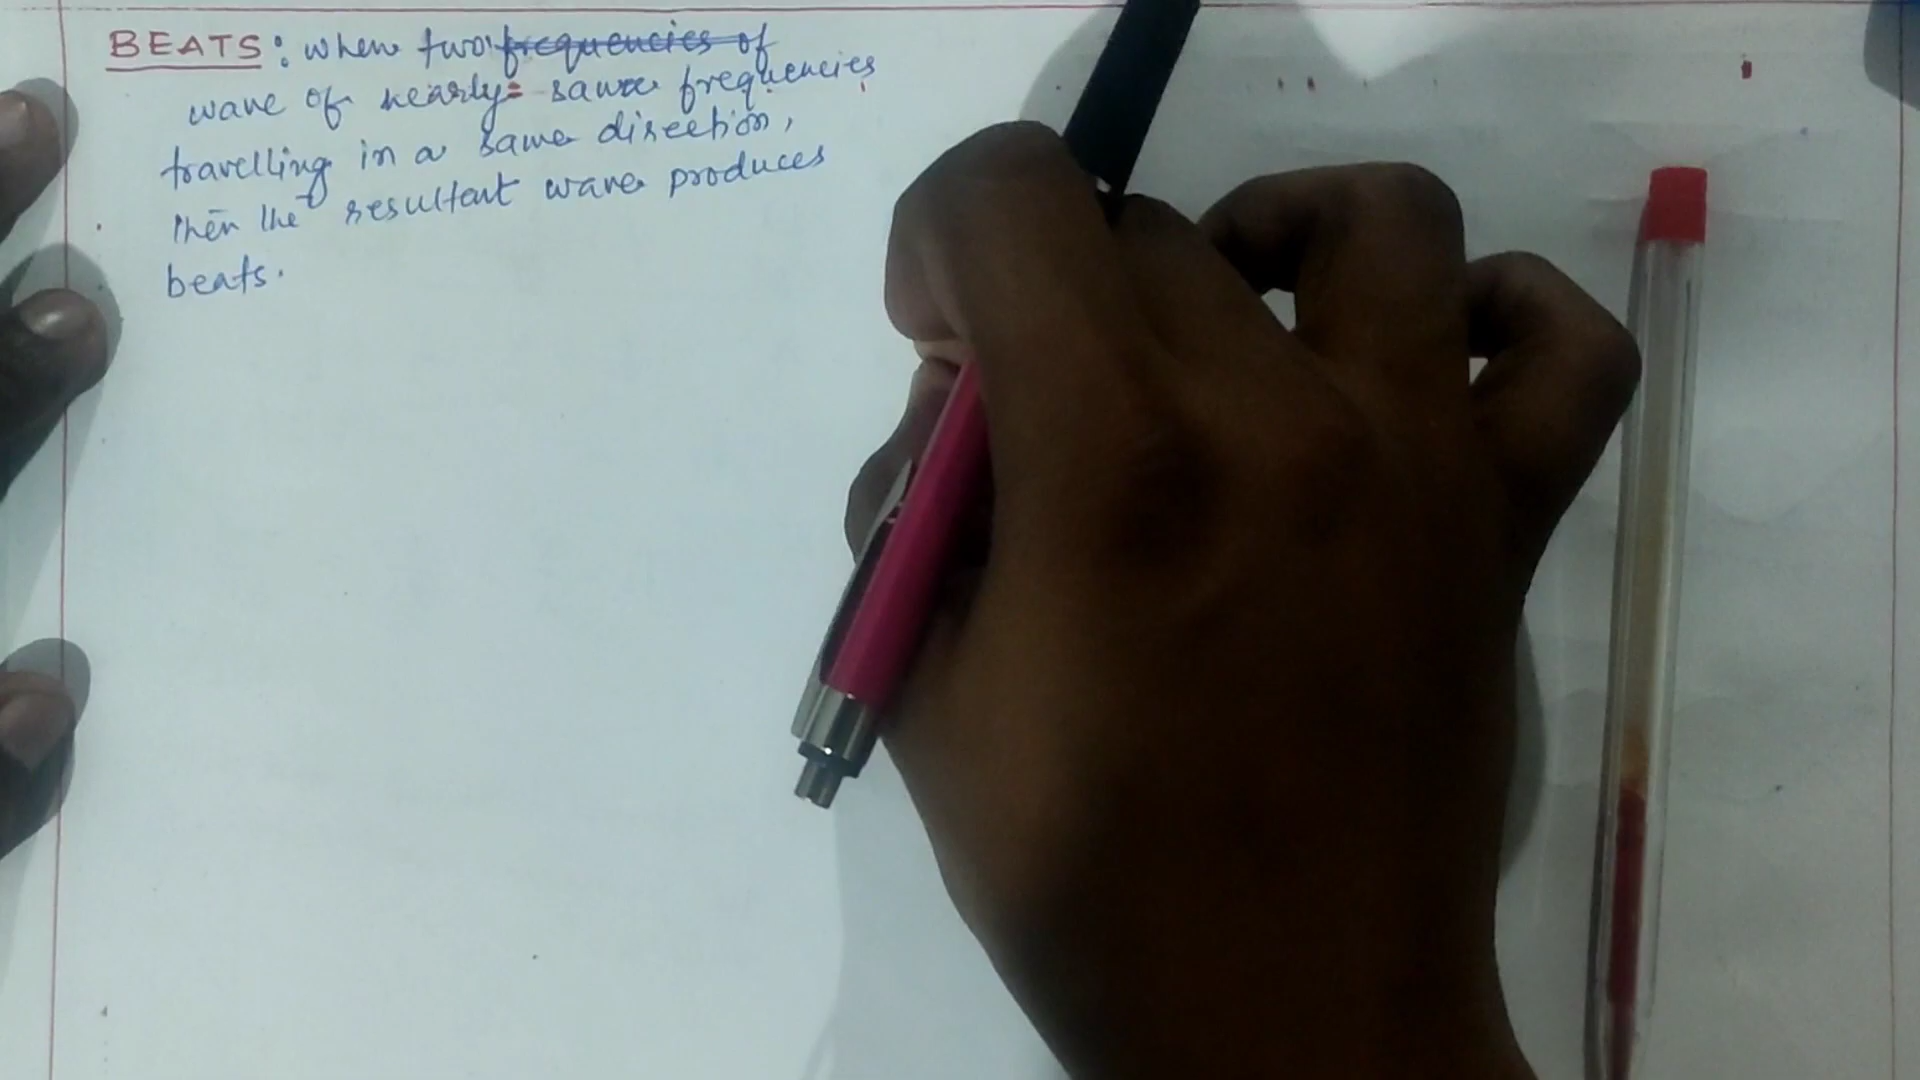 BEATS: when two frequencies of
wave of nearly same frequencies
travelling in a same direction,
then the resultant wave produces
beats.